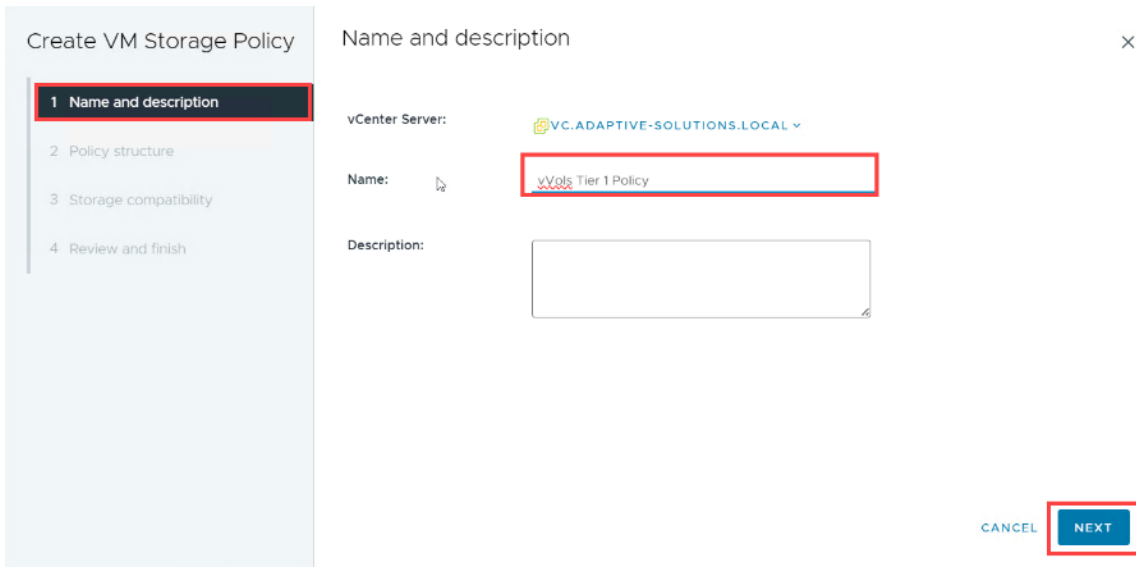 Create VM Storage Policy
1 Name and description
2 Policy structure
3 Storage compatibility
4 Review and finish
Name and description
vCenter Server:
VC.ADAPTIVE-SOLUTIONS.LOCAL
Name:
vVols Tier 1 Policy
Description:
CANCEL
NEXT